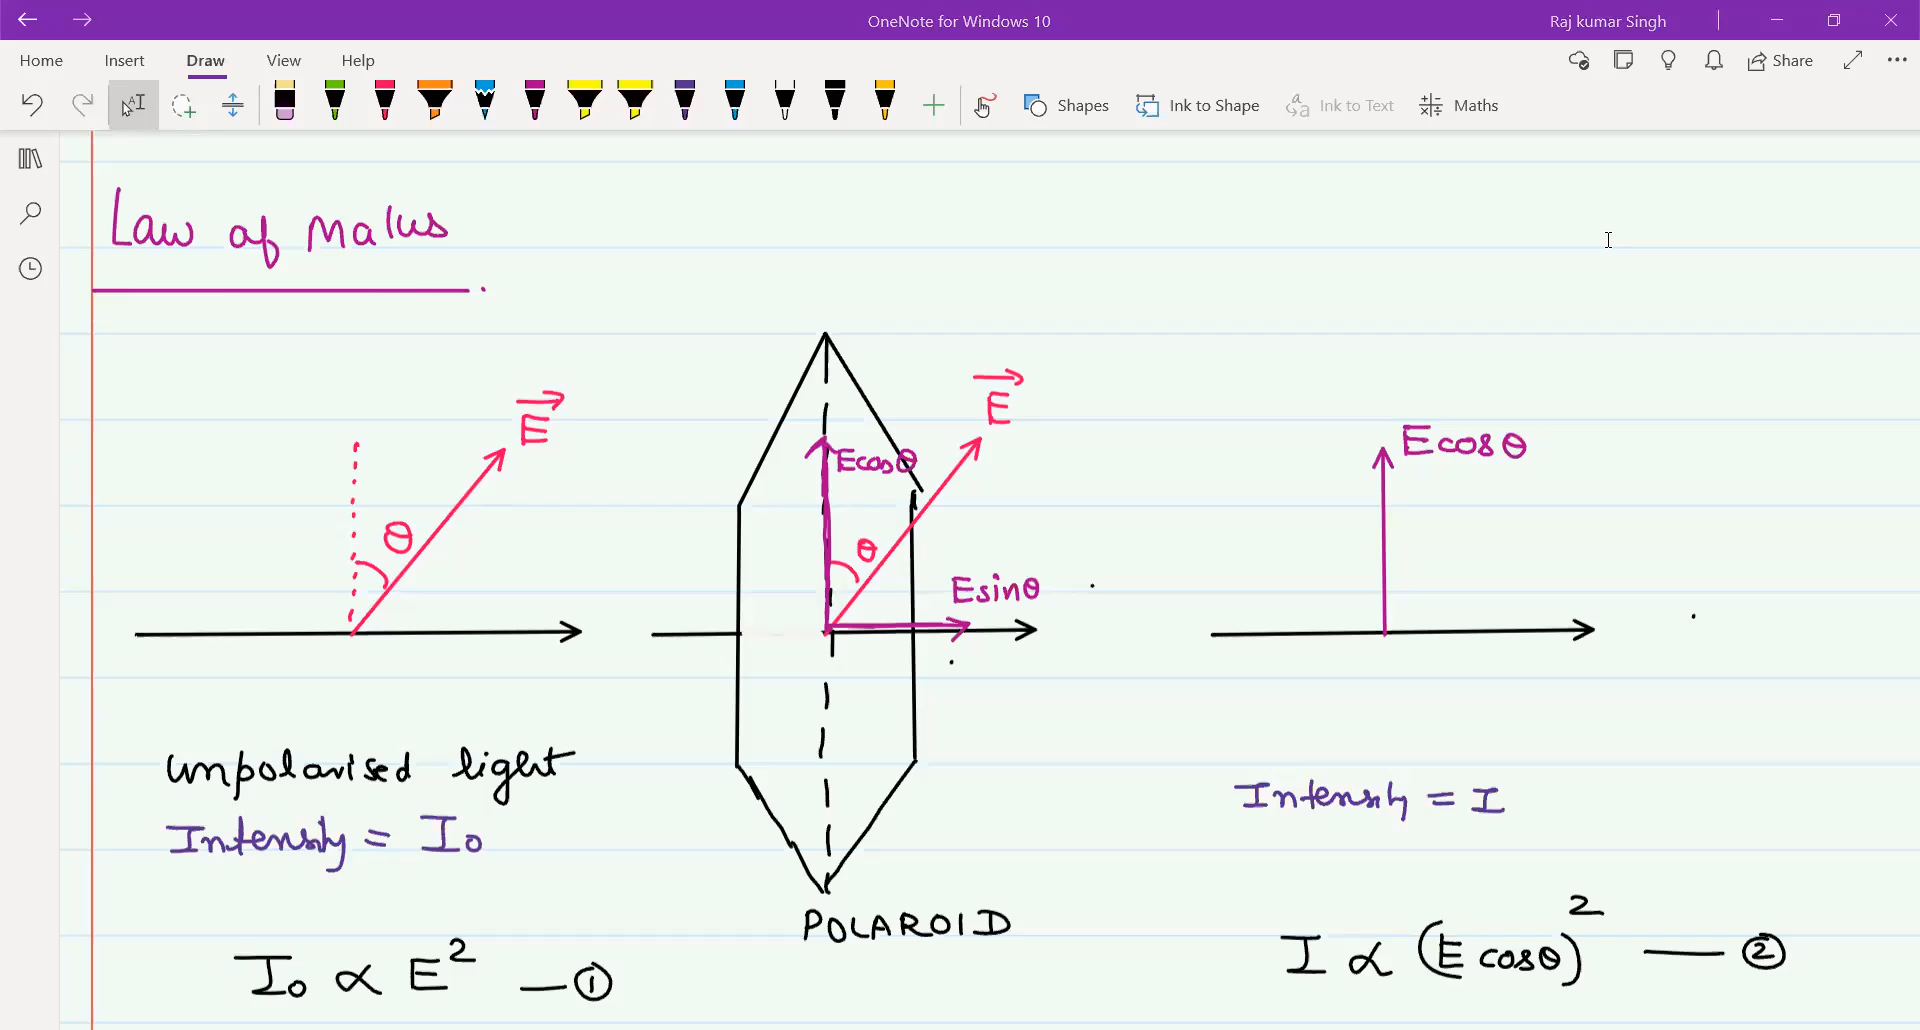 OneNote for Windows 10
Raj kumar Singh
Home Insert Draw View Help
Share
Shapes Ink to Shape Ink to Text Maths
Law of Malus
E
E
Ecosθ
Ecosθ
θ
θ
Esinθ
unpolarised light
Intensity = I₀
Intensity = I
POLAROID
I₀ ∝ E² — ①
I ∝ (E cosθ)² — ②